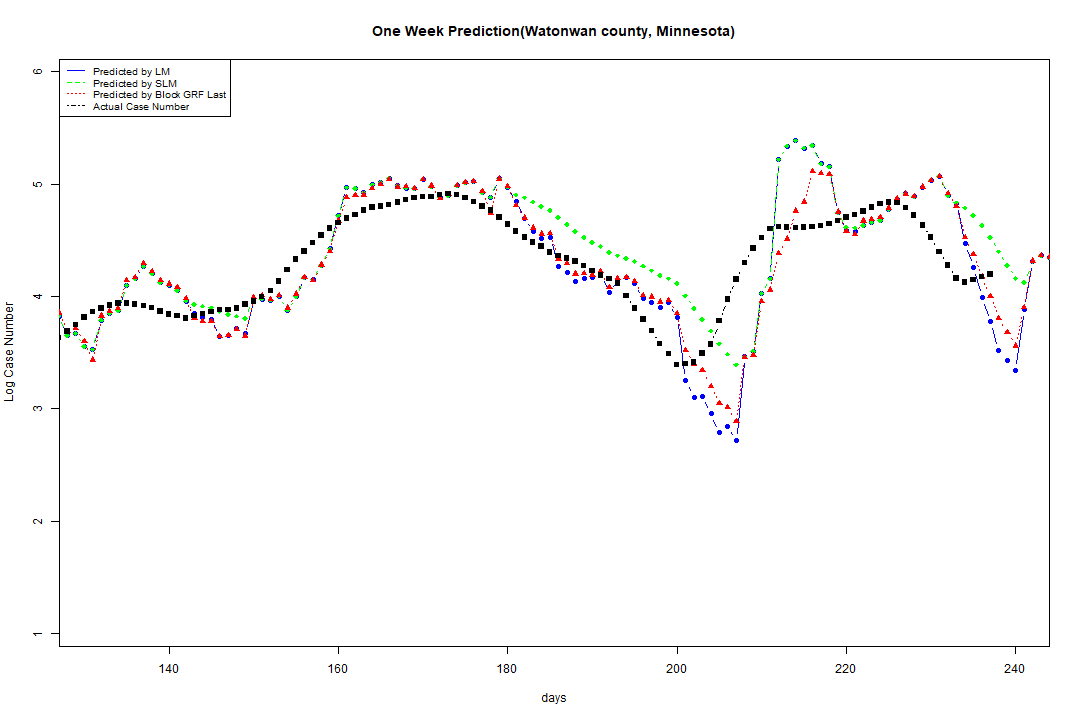 One Week Prediction(Watonwan county, Minnesota)
Predicted by LM
Predicted by SLM
Predicted by Block GRF Last
Actual Case Number
6
5
4
3
2
1
Log Case Number
140 160 180 200 220 240
days